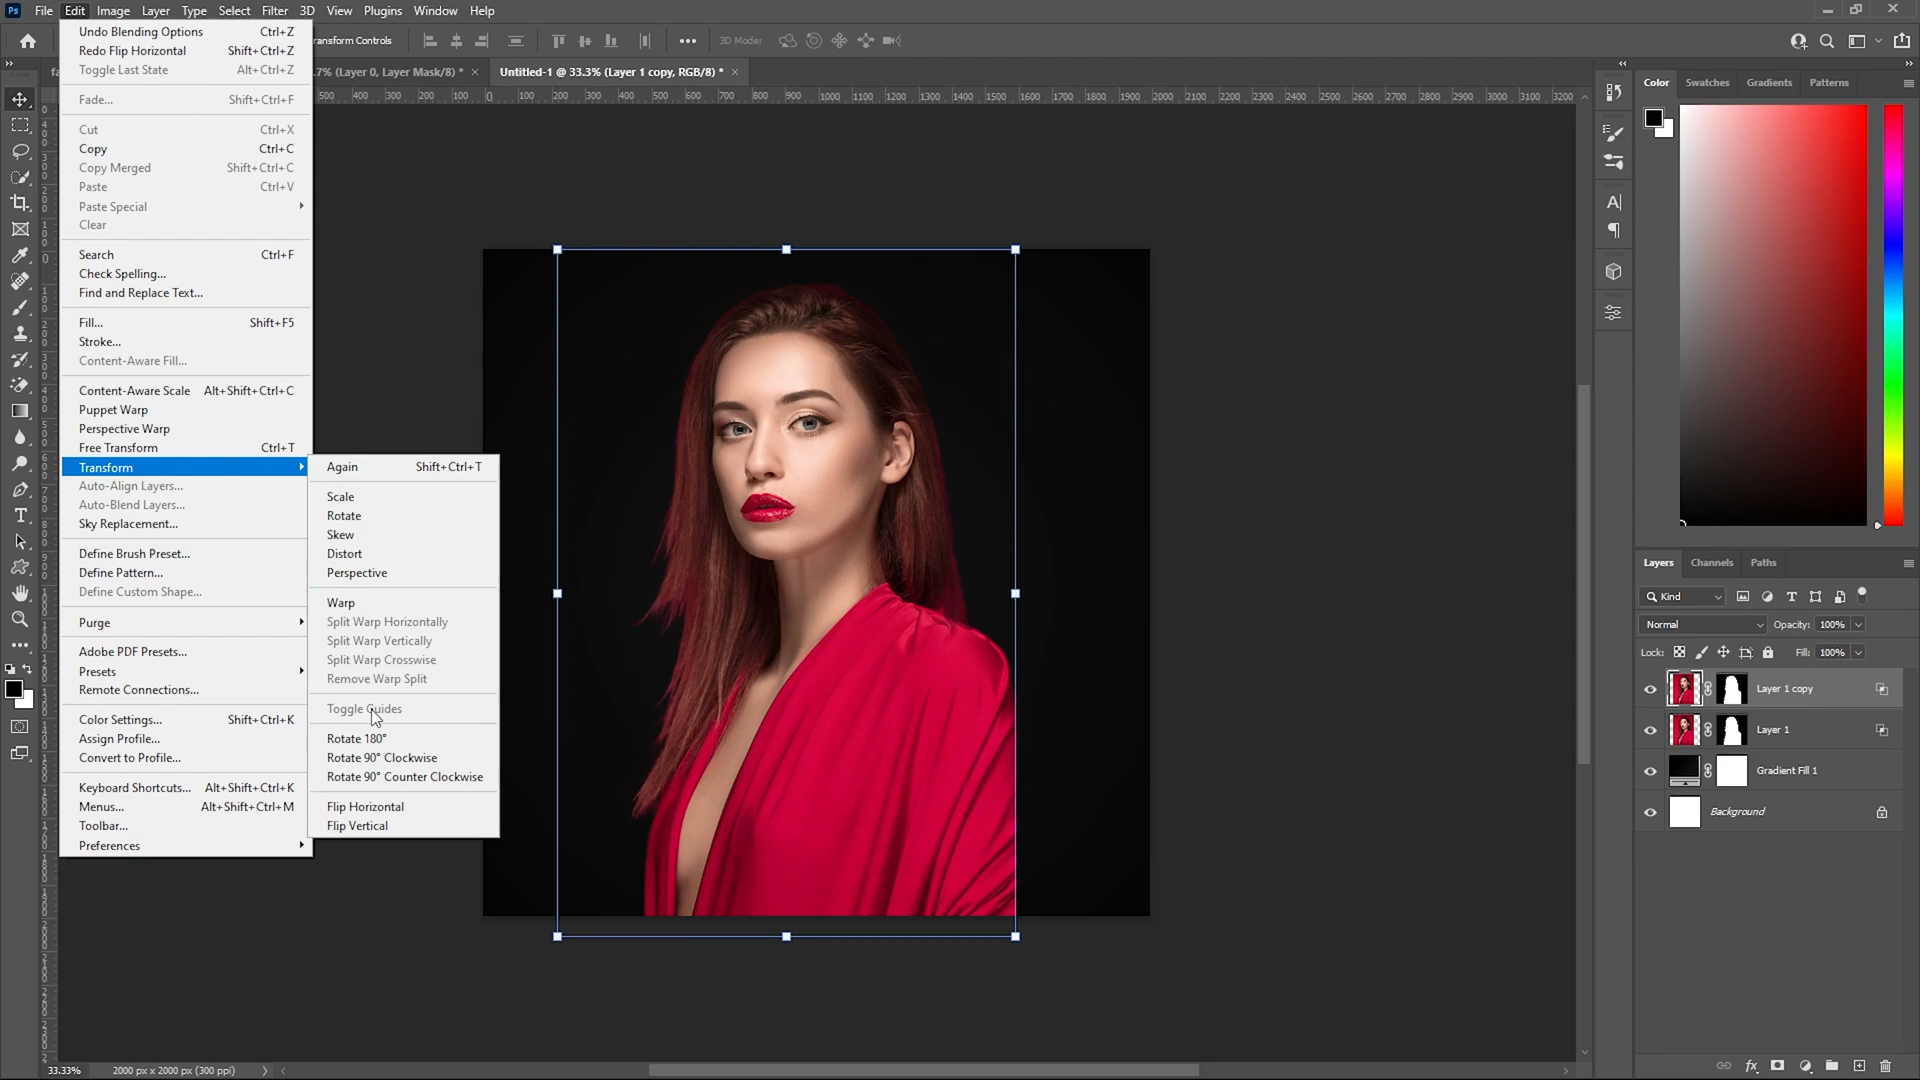 Ps File Edit Image Layer Type Select Filter 3D View Plugins Window Help
ransform Controls 3D Mode:
.7% (Layer 0, Layer Mask/8) * × Untitled-1 @ 33.3% (Layer 1 copy, RGB/8) * ×
500 400 300 200 100 0 100 200 300 400 500 600 700 800 900 1000 1100 1200 1300 1400 1500 1600 1700 1800 1900 2000 2100 2200 2300 2400 2500 2600 2700 2800 2900 3000 3100 3200
Undo Blending Options Ctrl+Z
Redo Flip Horizontal Shift+Ctrl+Z
Toggle Last State Alt+Ctrl+Z
Fade... Shift+Ctrl+F
Cut Ctrl+X
Copy Ctrl+C
Copy Merged Shift+Ctrl+C
Paste Ctrl+V
Paste Special
Clear
Search Ctrl+F
Check Spelling...
Find and Replace Text...
Fill... Shift+F5
Stroke...
Content-Aware Fill...
Content-Aware Scale Alt+Shift+Ctrl+C
Puppet Warp
Perspective Warp
Free Transform Ctrl+T
Transform
Auto-Align Layers...
Auto-Blend Layers...
Sky Replacement...
Define Brush Preset...
Define Pattern...
Define Custom Shape...
Purge
Adobe PDF Presets...
Presets
Remote Connections...
Color Settings... Shift+Ctrl+K
Assign Profile...
Convert to Profile...
Keyboard Shortcuts... Alt+Shift+Ctrl+K
Menus... Alt+Shift+Ctrl+M
Toolbar...
Preferences
Again Shift+Ctrl+T
Scale
Rotate
Skew
Distort
Perspective
Warp
Split Warp Horizontally
Split Warp Vertically
Split Warp Crosswise
Remove Warp Split
Toggle Guides
Rotate 180°
Rotate 90° Clockwise
Rotate 90° Counter Clockwise
Flip Horizontal
Flip Vertical
Color Swatches Gradients Patterns
Layers Channels Paths
Kind
Normal Opacity: 100%
Lock: Fill: 100%
Layer 1 copy
Layer 1
Gradient Fill 1
Background
fx
33.33% 2000 px x 2000 px (300 ppi)